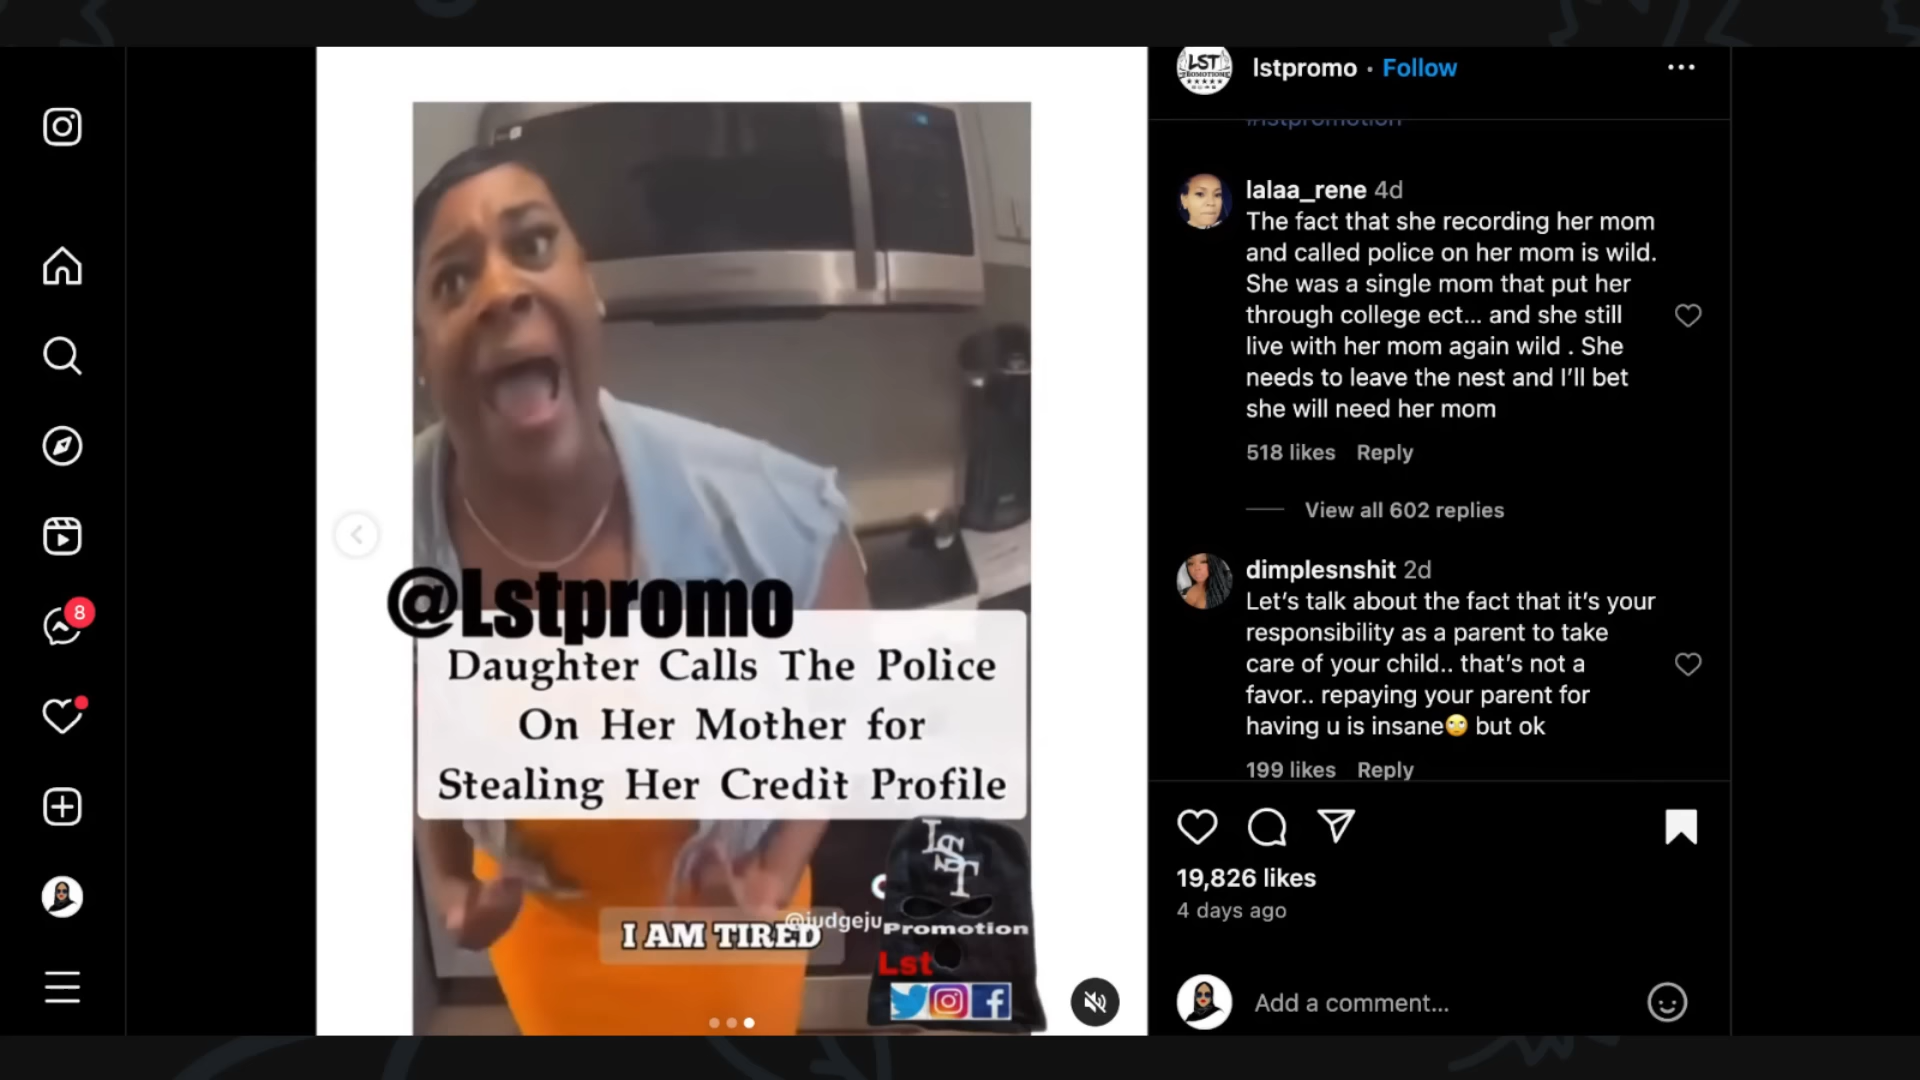 LST
PROMOTIONS
lstpromo • Follow
#lstpromotion
lalaa_rene 4d
The fact that she recording her mom
and called police on her mom is wild.
She was a single mom that put her
through college ect... and she still
live with her mom again wild . She
needs to leave the nest and I'll bet
she will need her mom
518 likes Reply
View all 602 replies
dimplesnshit 2d
Let's talk about the fact that it's your
responsibility as a parent to take
care of your child.. that's not a
favor.. repaying your parent for
having u is insane🙄 but ok
199 likes Reply
19,826 likes
4 days ago
Add a comment...
8
@Lstpromo
Daughter Calls The Police
On Her Mother for
Stealing Her Credit Profile
I AM TIRED
@judgeju
LST
Promotion
Lst